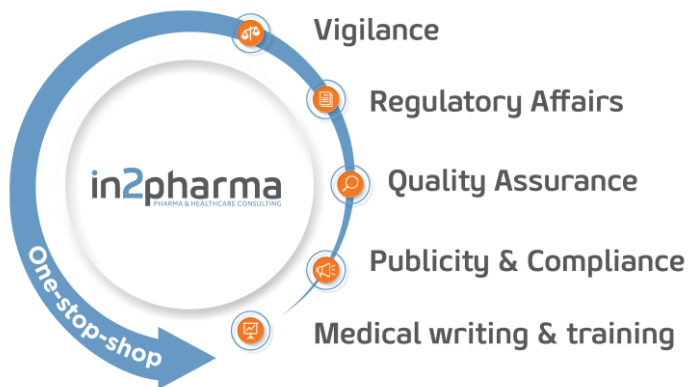 Vigilance
Regulatory Affairs
in2pharma
PHARMA & HEALTHCARE CONSULTING
Quality Assurance
Publicity & Compliance
Medical writing & training
One-stop-shop